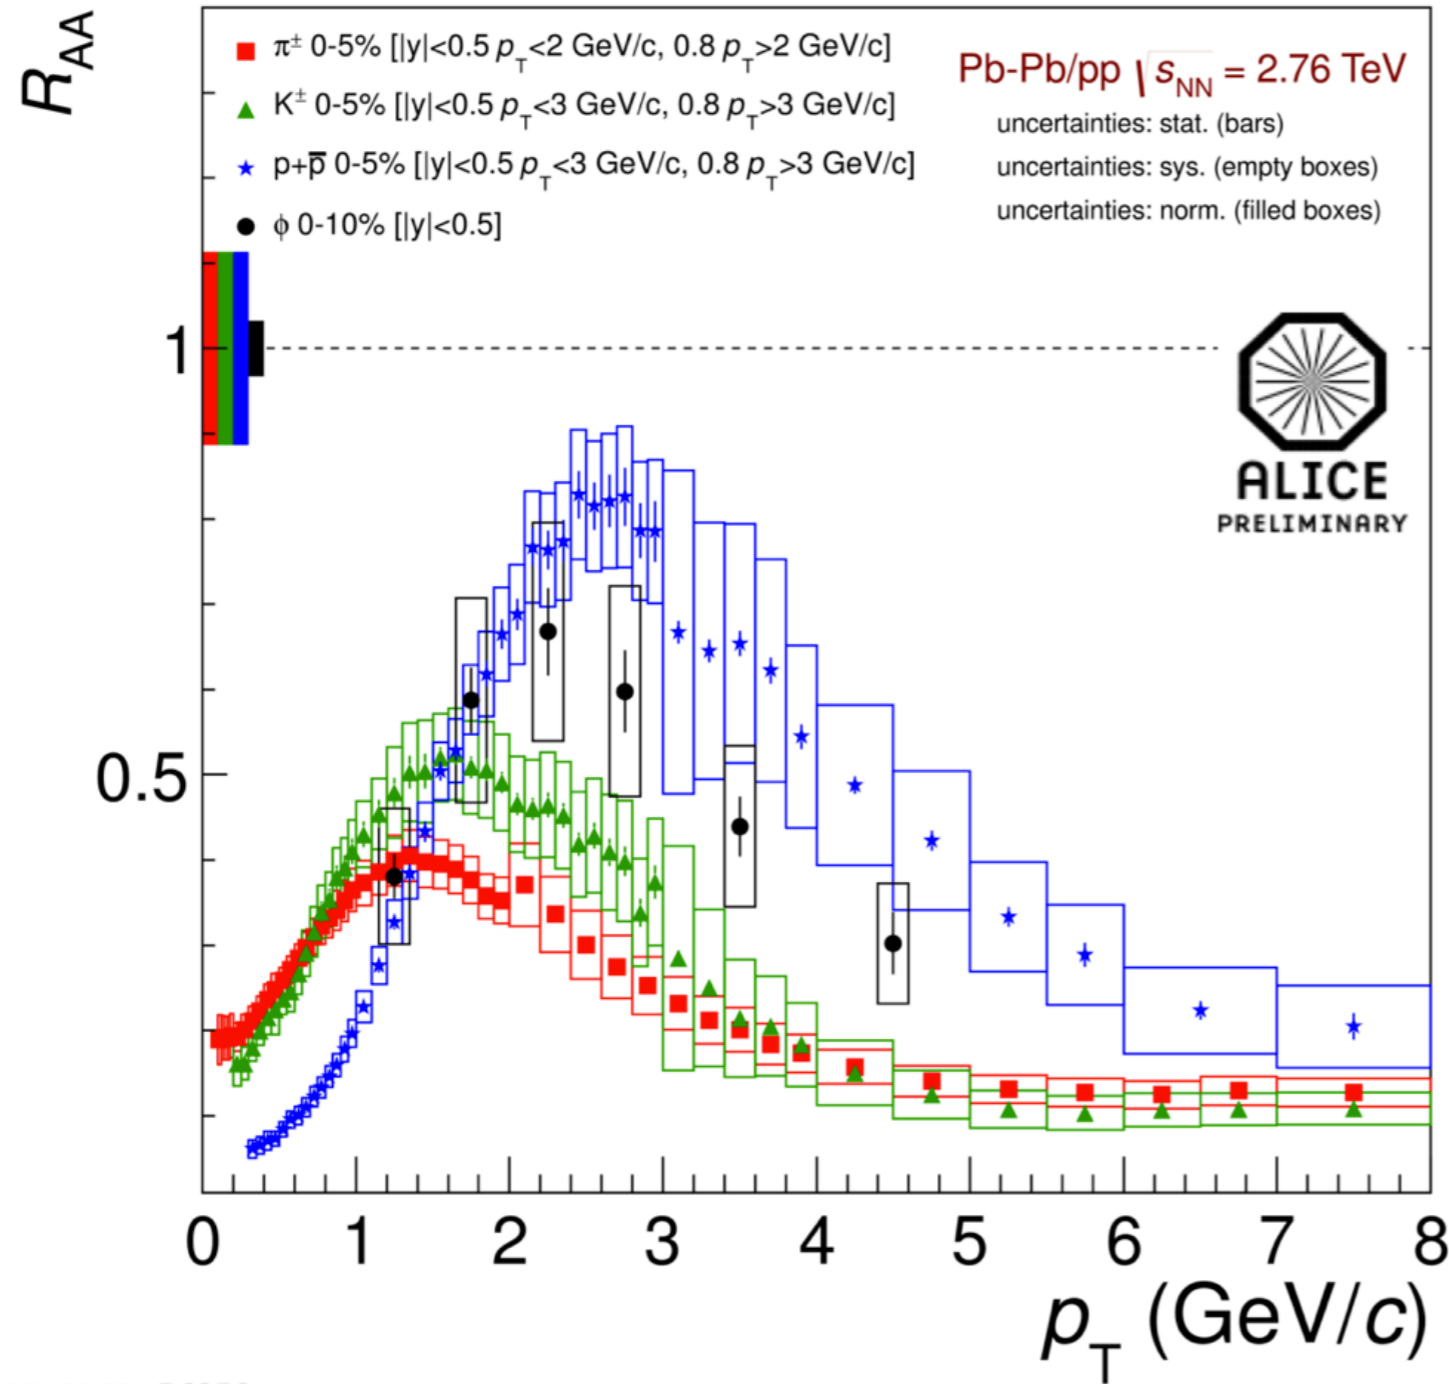 R_AA
π± 0-5% [|y|<0.5 p_T<2 GeV/c, 0.8 p_T>2 GeV/c]
K± 0-5% [|y|<0.5 p_T<3 GeV/c, 0.8 p_T>3 GeV/c]
p+p̅ 0-5% [|y|<0.5 p_T<3 GeV/c, 0.8 p_T>3 GeV/c]
ϕ 0-10% [|y|<0.5]
Pb-Pb/pp √s_NN = 2.76 TeV
uncertainties: stat. (bars)
uncertainties: sys. (empty boxes)
uncertainties: norm. (filled boxes)
1
ALICE
PRELIMINARY
0.5
0 1 2 3 4 5 6 7 8
p_T (GeV/c)